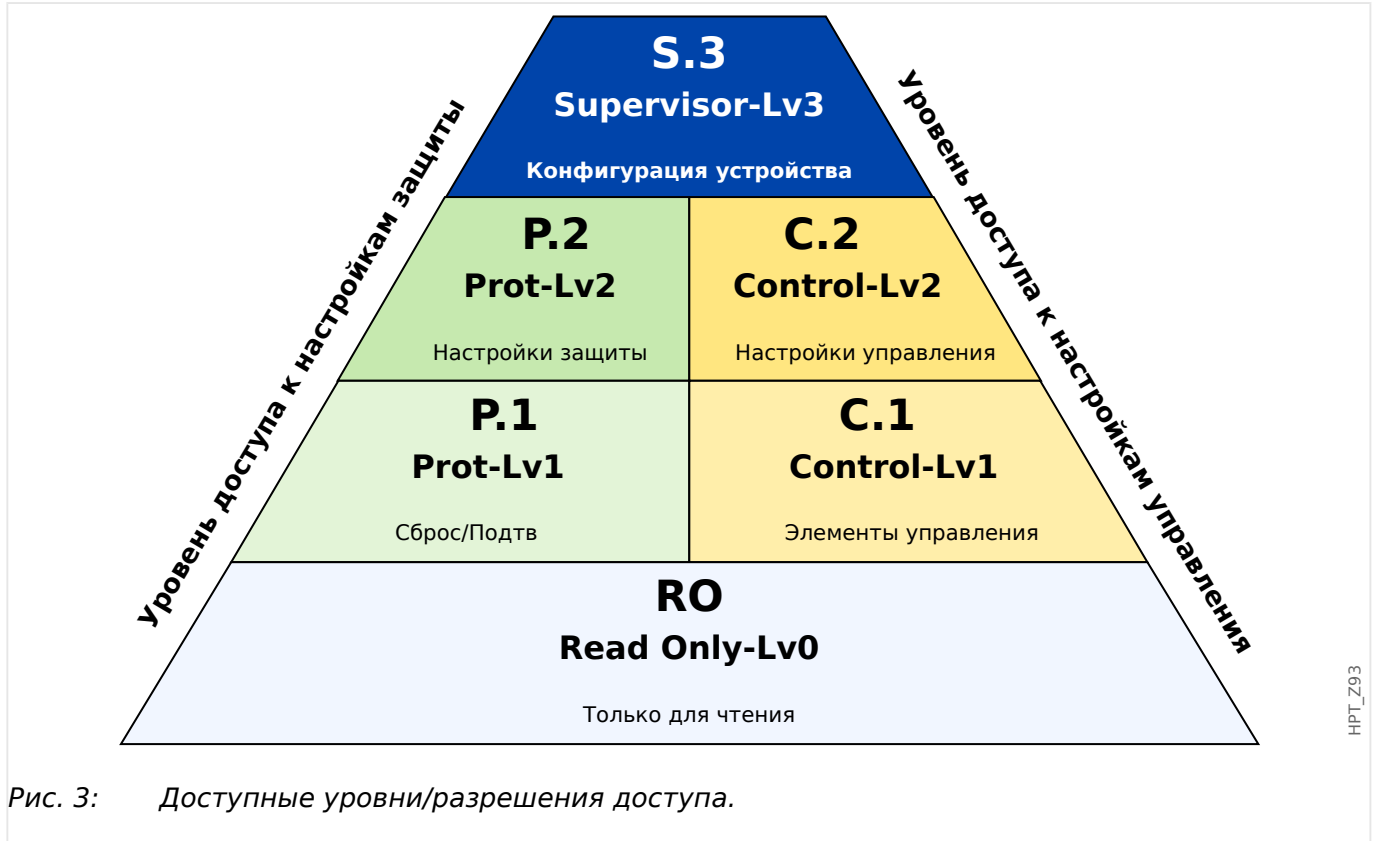 S.3
Supervisor-Lv3
Конфигурация устройства
Уровень доступа к настройкам защиты
Уровень доступа к настройкам управления
P.2
Prot-Lv2
Настройки защиты
C.2
Control-Lv2
Настройки управления
P.1
Prot-Lv1
Сброс/Подтв
C.1
Control-Lv1
Элементы управления
RO
Read Only-Lv0
Только для чтения
HPT_Z93
Рис. 3: Доступные уровни/разрешения доступа.